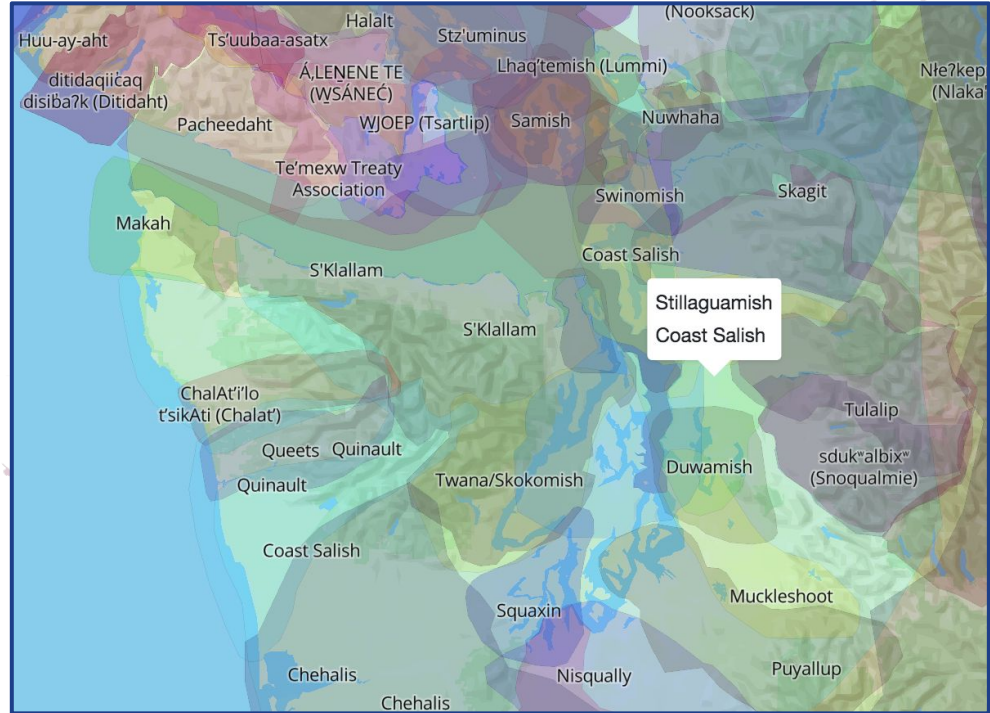 (Nooksack)
Halalt
Huu-ay-aht
Ts'uubaa-asatx
Stz'uminus
Lhaq'temish (Lummi)
Á,LEṈENE TE
(W̱SÁNEĆ)
ditidaqiic̓aq
disiba?k (Ditidaht)
Nłe?kep
(Nlaka'
Pacheedaht
W̱JOȽEȽP (Tsartlip)
Samish
Nuwhaha
Te'mexw Treaty
Association
Swinomish
Skagit
Makah
Coast Salish
S'Klallam
Stillaguamish
Coast Salish
S'Klallam
ChalAt'i'lo
t'sikAti (Chalat')
Tulalip
Queets
Quinault
Twana/Skokomish
Duwamish
sdukʷalbixʷ
(Snoqualmie)
Quinault
Coast Salish
Muckleshoot
Squaxin
Chehalis
Nisqually
Puyallup
Chehalis